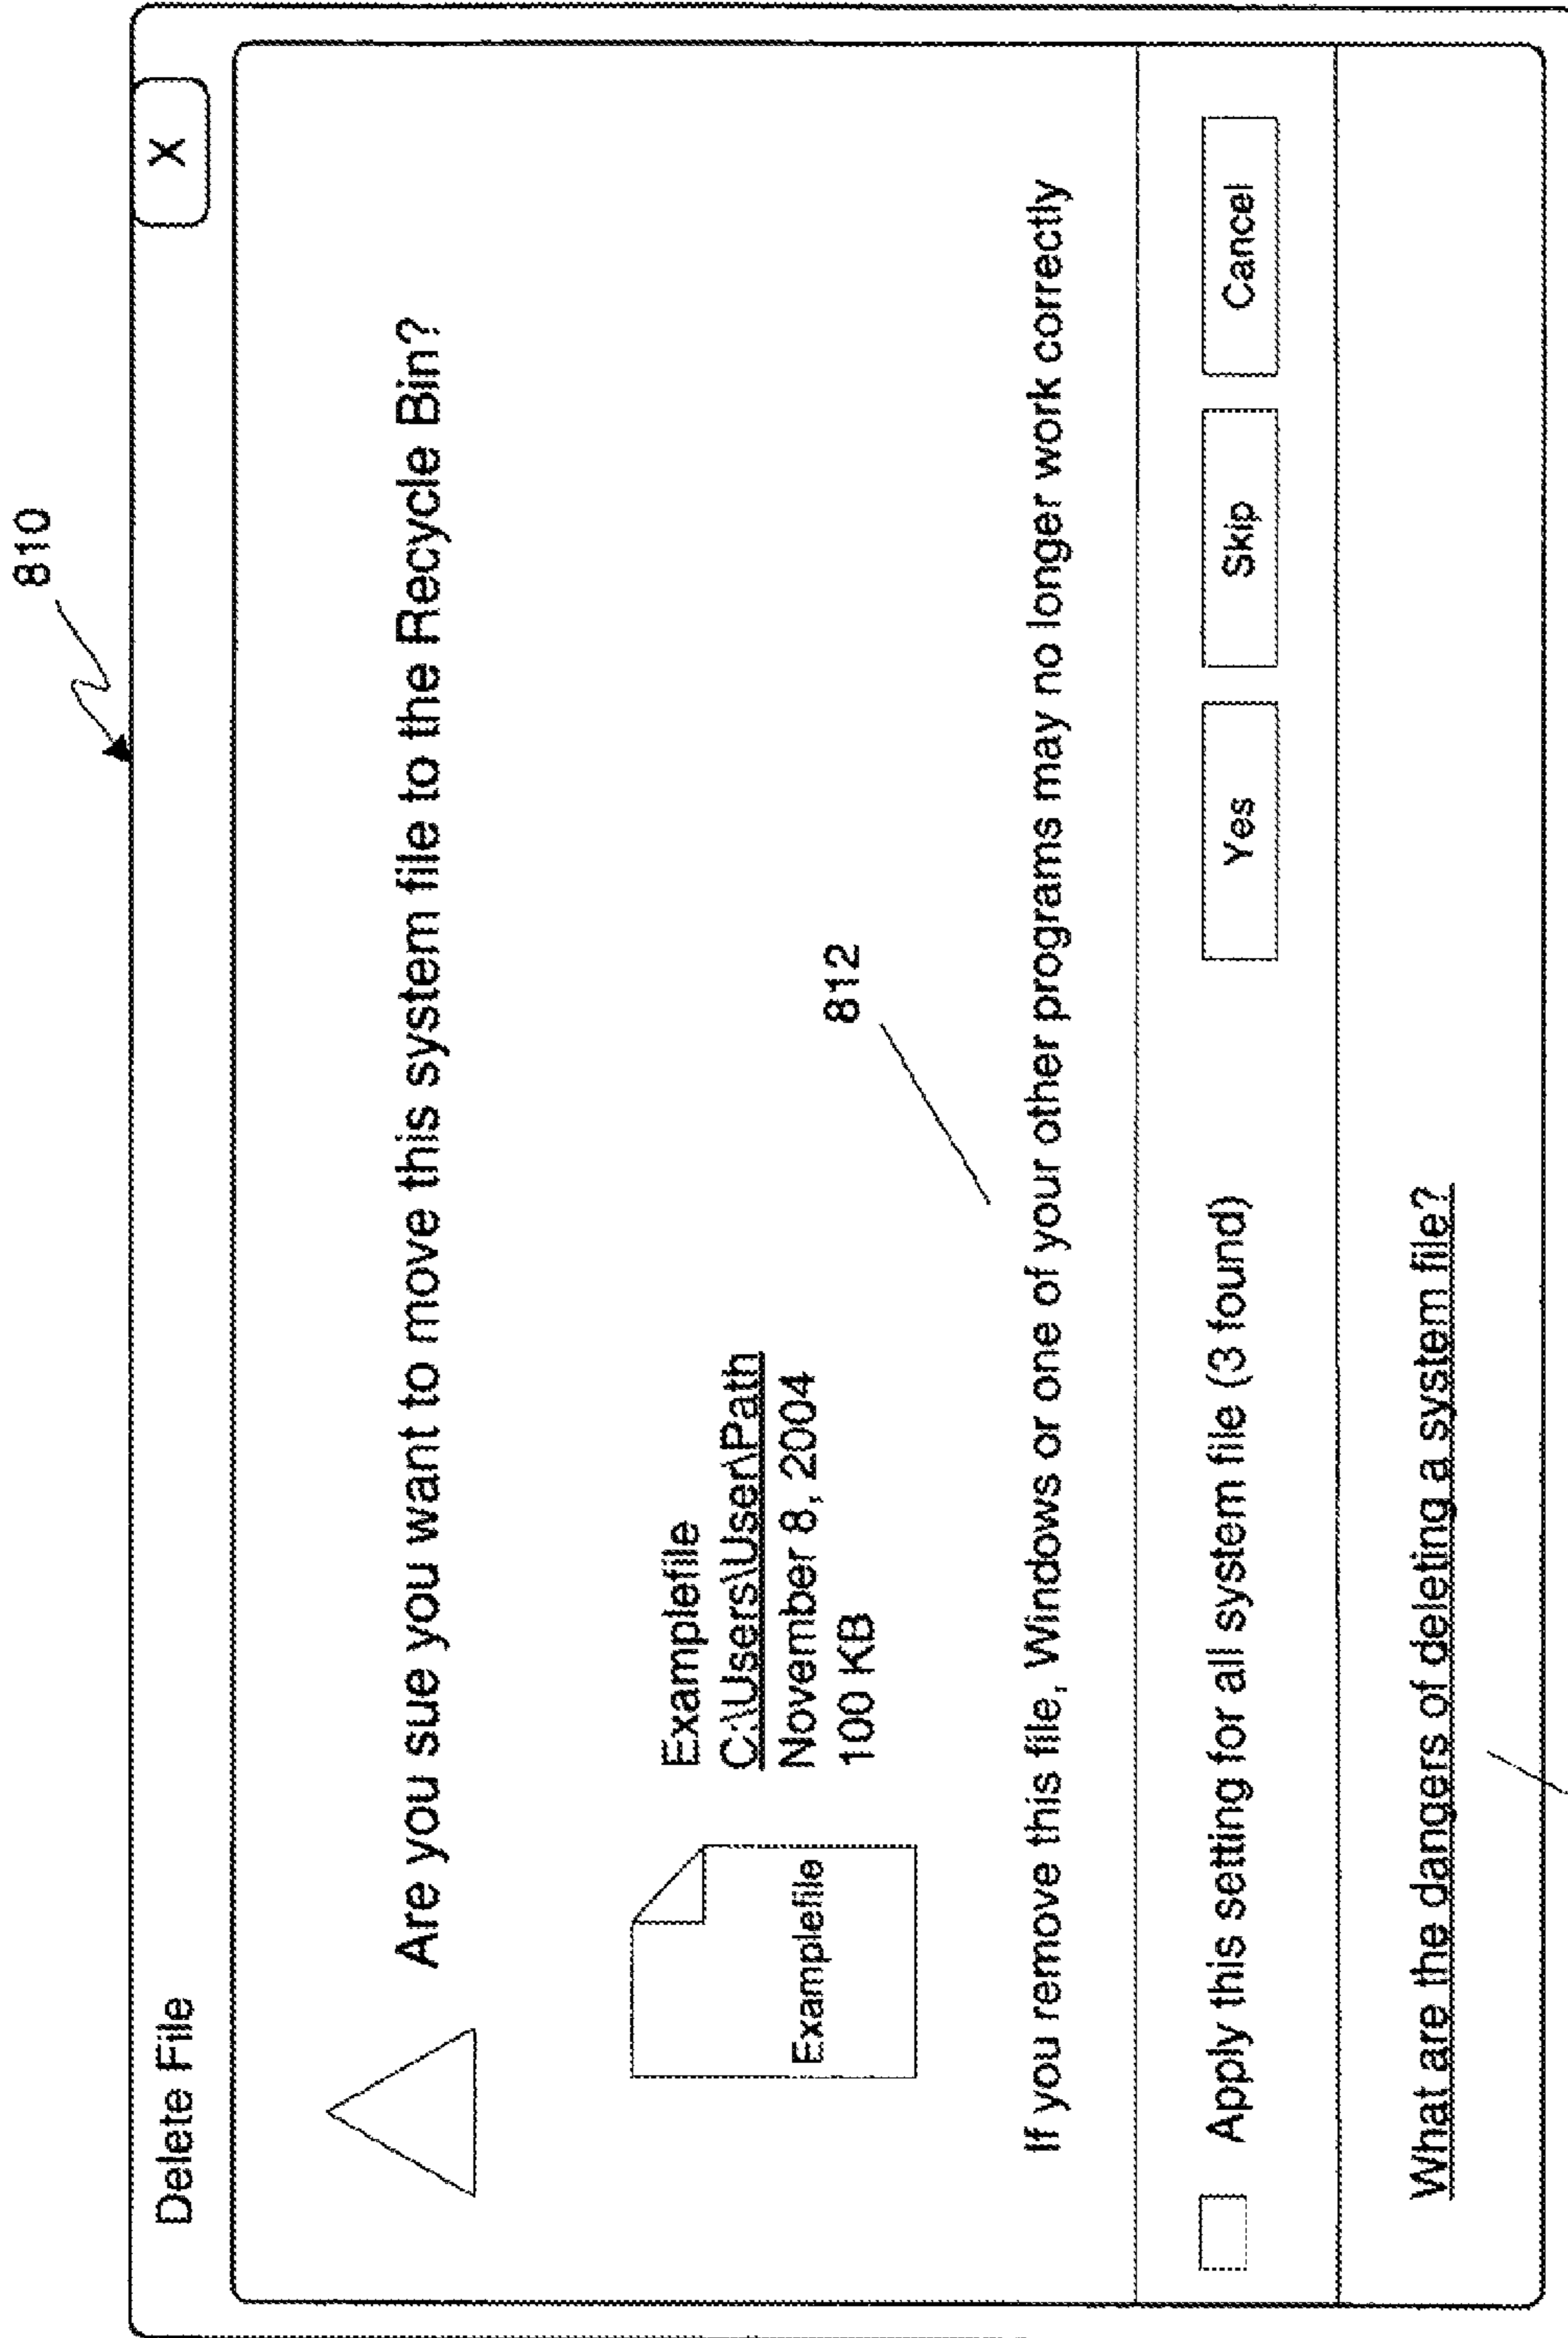 810
Delete File
X
Are you sue you want to move this system file to the Recycle Bin?
Examplefile
Examplefile
C:\Users\User\Path
November 8, 2004
100 KB
812
If you remove this file, Windows or one of your other programs may no longer work correctly
Apply this setting for all system file (3 found)
Yes
Skip
Cancel
What are the dangers of deleting a system file?